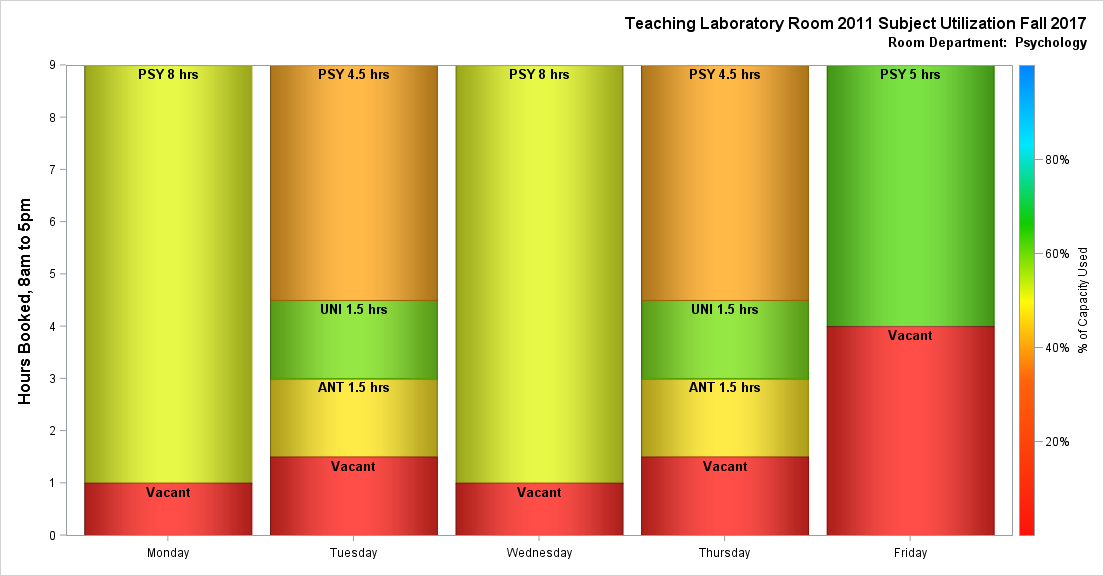 Teaching Laboratory Room 2011 Subject Utilization Fall 2017
Room Department: Psychology
Hours Booked, 8am to 5pm
9
8
7
6
5
4
3
2
1
0
PSY 8 hrs
Vacant
PSY 4.5 hrs
UNI 1.5 hrs
ANT 1.5 hrs
Vacant
PSY 8 hrs
Vacant
PSY 4.5 hrs
UNI 1.5 hrs
ANT 1.5 hrs
Vacant
PSY 5 hrs
Vacant
Monday
Tuesday
Wednesday
Thursday
Friday
80%
60%
40%
20%
% of Capacity Used